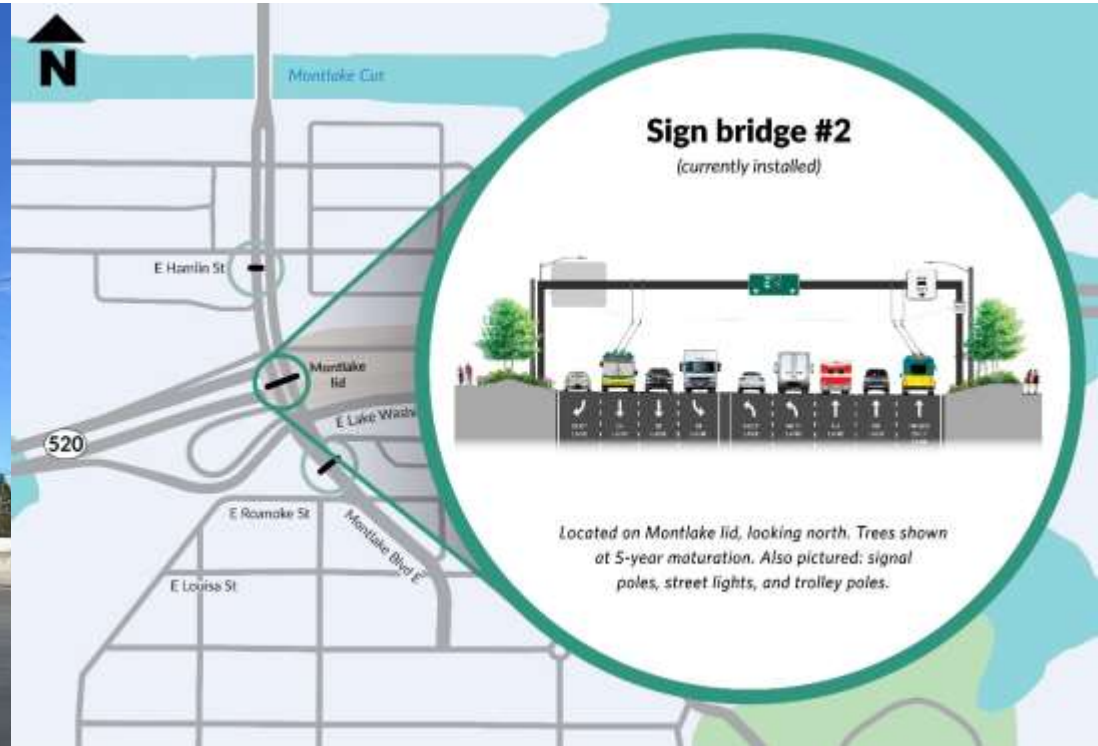 N
Montlake Cut
Sign bridge #2
(currently installed)
E Hamlin St
Montlake
lid
E Lake Wash
520
E Roanoke St
Montlake Blvd E
E Louisa St
Located on Montlake lid, looking north. Trees shown
at 5-year maturation. Also pictured: signal
poles, street lights, and trolley poles.